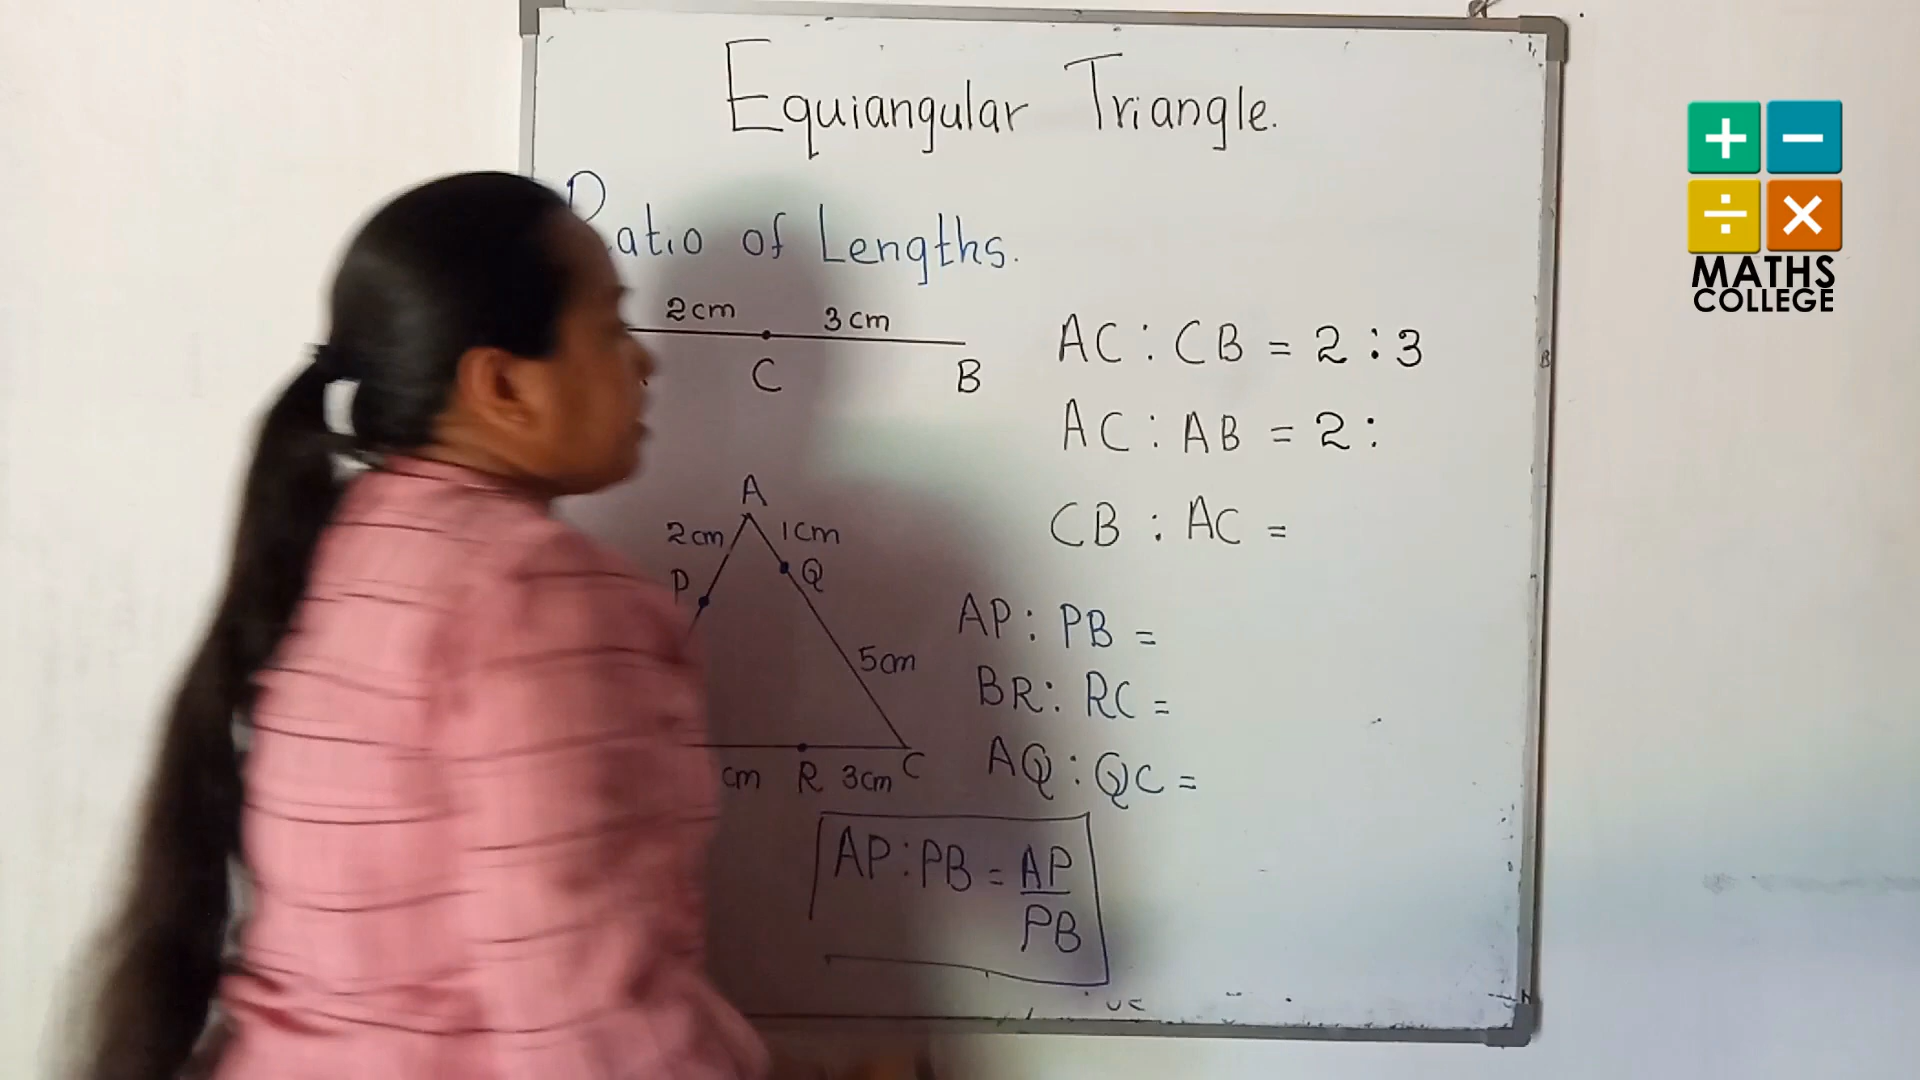 Equiangular Triangle.
Ratio of Lengths.
2cm 3cm
C B
AC : CB = 2 : 3
AC : AB = 2 :
CB : AC =
A
2cm 1cm
P Q
5cm
cm R 3cm C
AP : PB =
BR : RC =
AQ : QC =
AP : PB = AP
PB
+ −
÷ ×
MATHS
COLLEGE